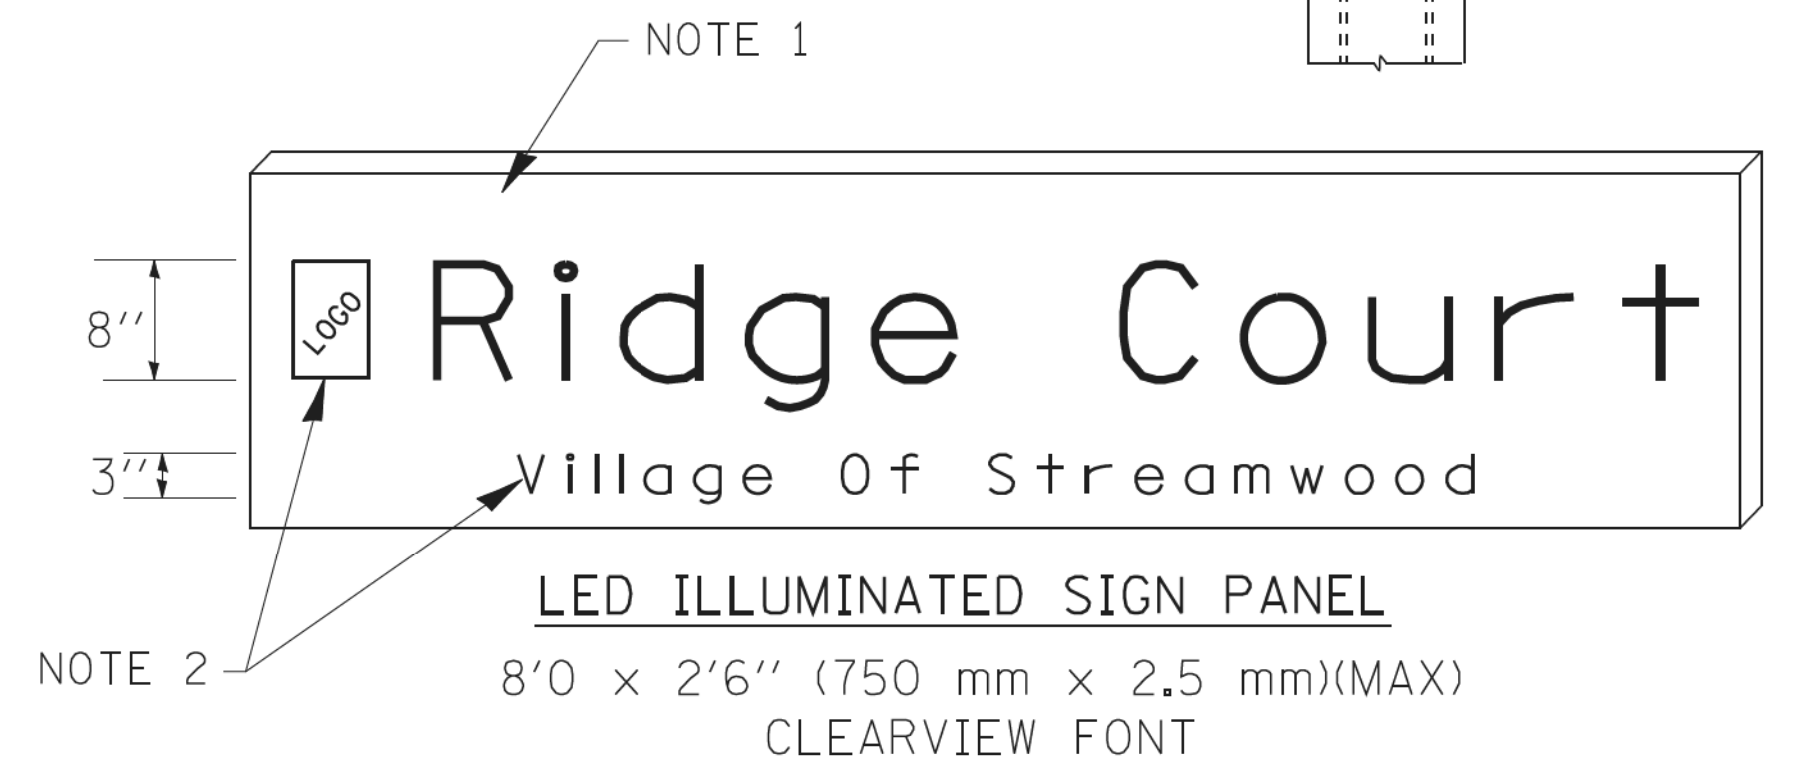 NOTE 1
8''
LOGO
Ridge Court
3''
Village Of Streamwood
LED ILLUMINATED SIGN PANEL
NOTE 2
8'0 x 2'6'' (750 mm x 2.5 mm)(MAX)
CLEARVIEW FONT